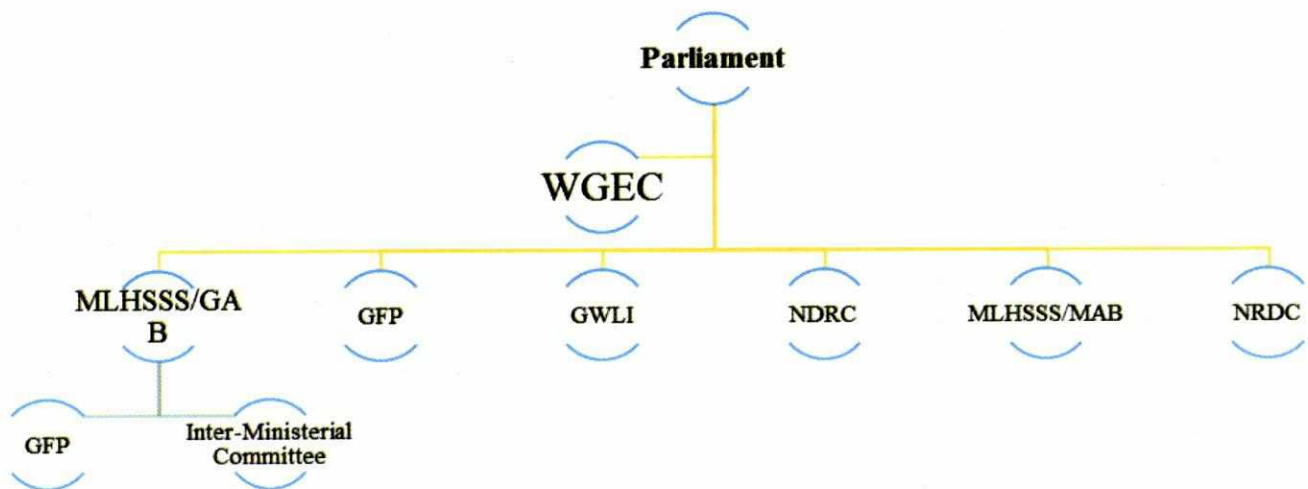 Parliament
WGEC
MLHSSS/GA
B
GFP
GWLI
NDRC
MLHSSS/MAB
NRDC
GFP
Inter-Ministerial
Committee